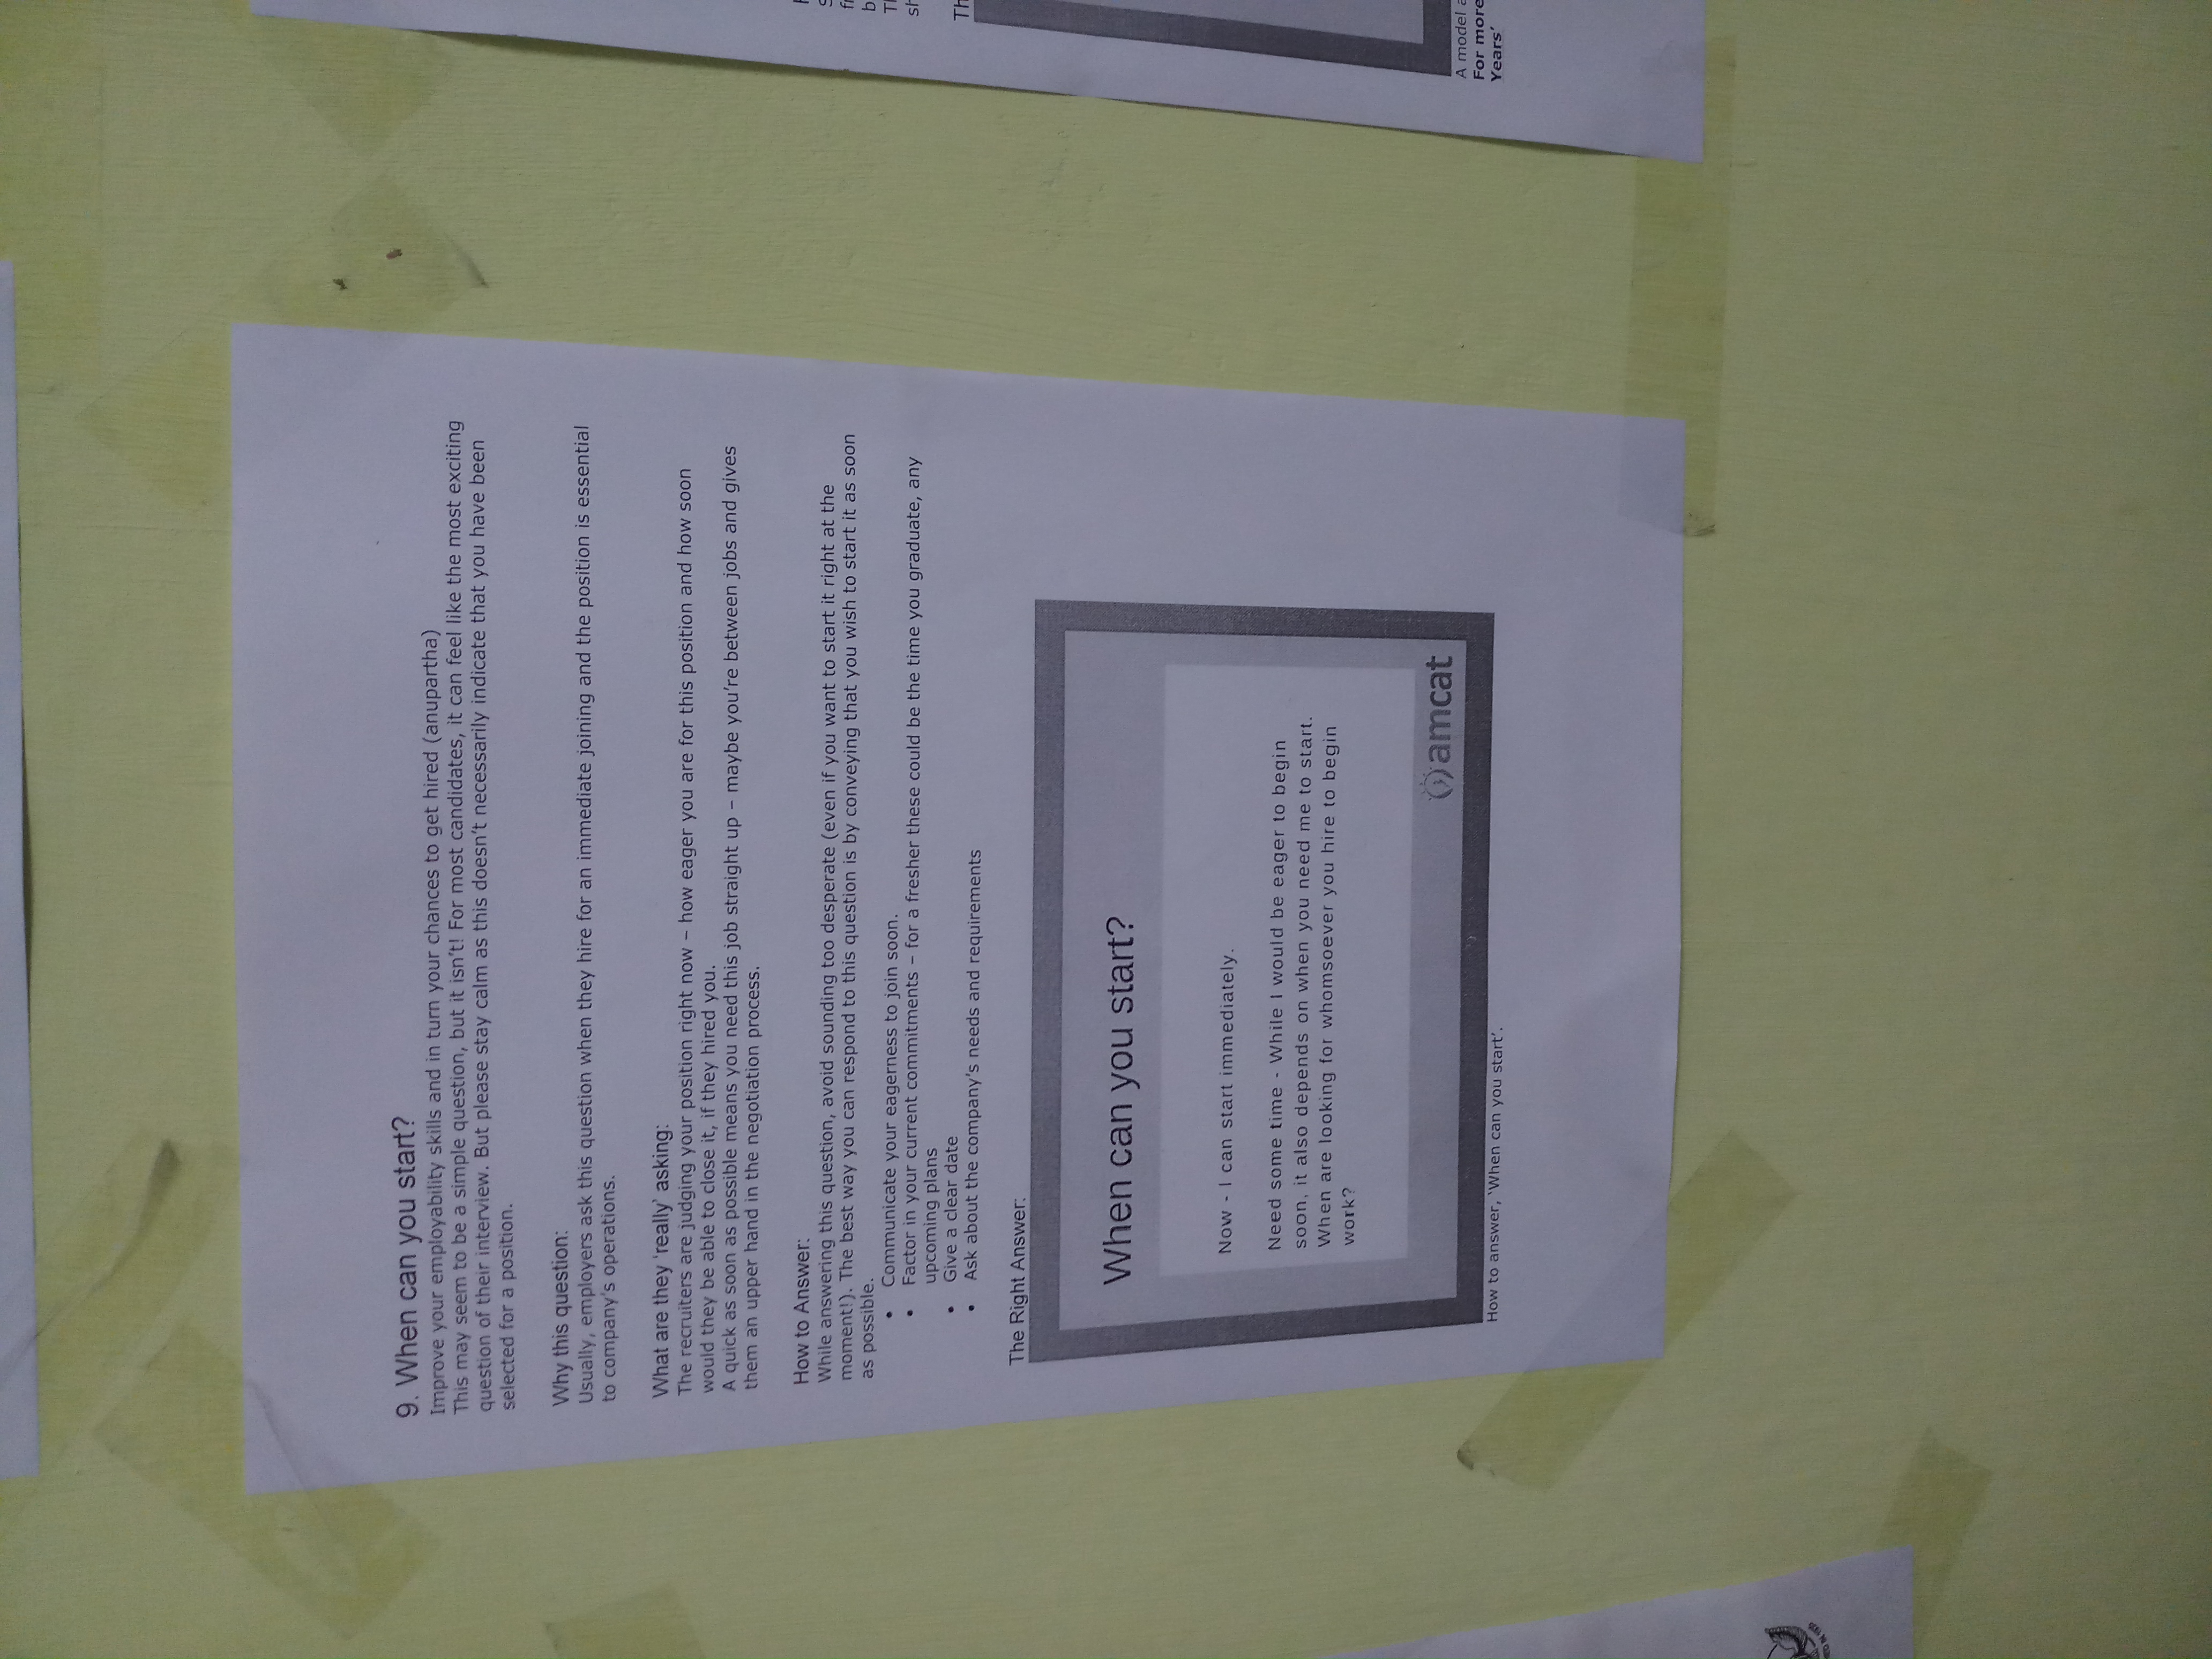 9. When can you start?
Improve your employability skills and in turn your chances to get hired (anupartha)
This may seem to be a simple question, but it isn't! For most candidates, it can feel like the most exciting
question of their interview. But please stay calm as this doesn't necessarily indicate that you have been
selected for a position.
Why this question:
Usually, employers ask this question when they hire for an immediate joining and the position is essential
to company's operations.
What are they 'really' asking:
The recruiters are judging your position right now – how eager you are for this position and how soon
would they be able to close it, if they hired you.
A quick as soon as possible means you need this job straight up – maybe you're between jobs and gives
them an upper hand in the negotiation process.
How to Answer:
While answering this question, avoid sounding too desperate (even if you want to start it right at the
moment!). The best way you can respond to this question is by conveying that you wish to start it as soon
as possible.
• Communicate your eagerness to join soon.
• Factor in your current commitments – for a fresher these could be the time you graduate, any
upcoming plans
• Give a clear date
• Ask about the company's needs and requirements
The Right Answer:
When can you start?
Now - I can start immediately.
Need some time - While I would be eager to begin
soon, it also depends on when you need me to start.
When are looking for whomsoever you hire to begin
work?
amcat
How to answer, 'When can you start'.
A model
For more
Years'
IN 1935